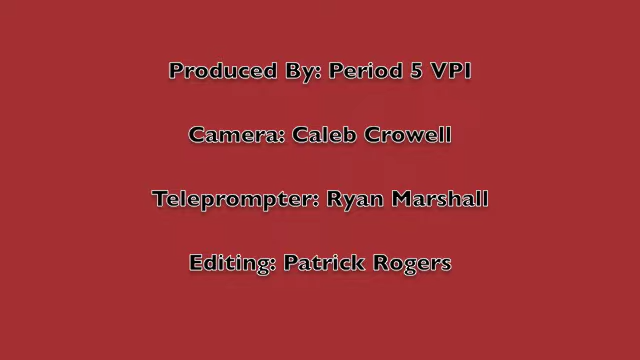 Produced By: Period 5 VPI
Camera: Caleb Crowell
Teleprompter: Ryan Marshall
Editing: Patrick Rogers